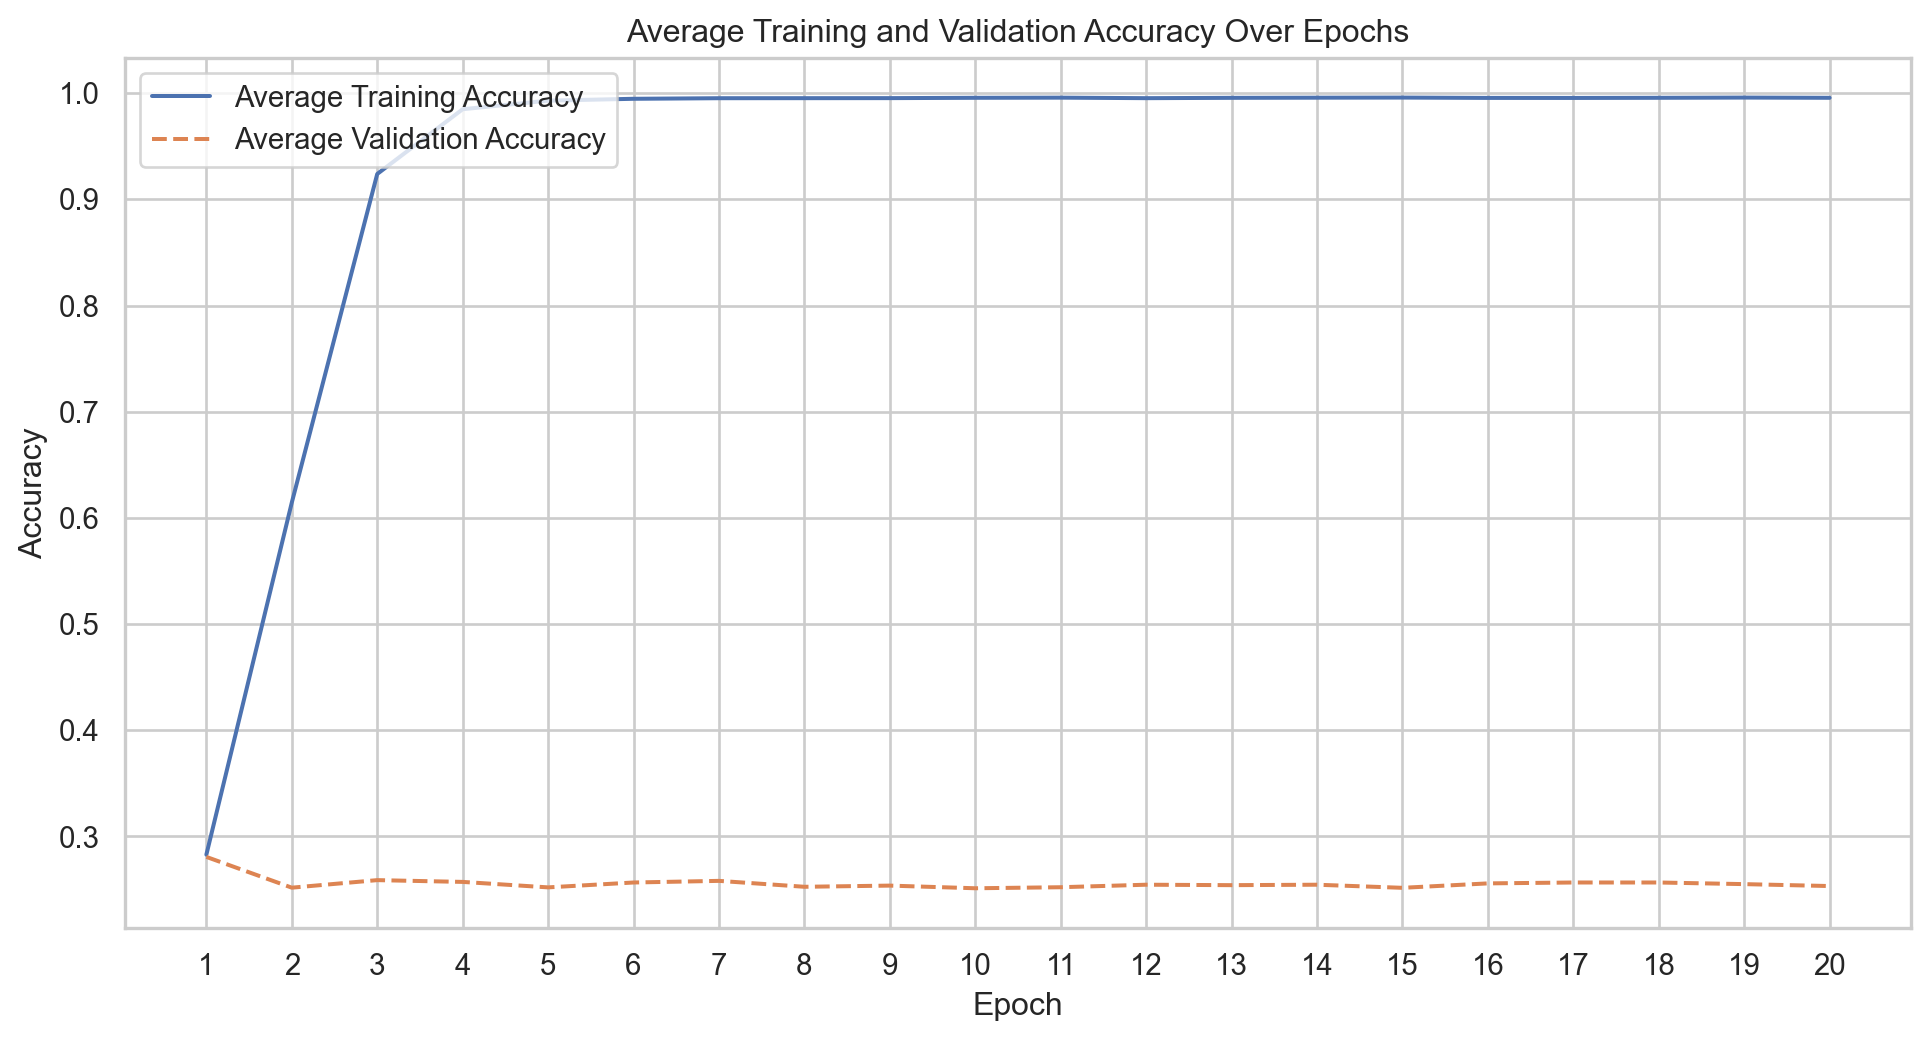 Average Training and Validation Accuracy Over Epochs
Average Training Accuracy
Average Validation Accuracy
Accuracy
1.0
0.9
0.8
0.7
0.6
0.5
0.4
0.3
1 2 3 4 5 6 7 8 9 10 11 12 13 14 15 16 17 18 19 20
Epoch